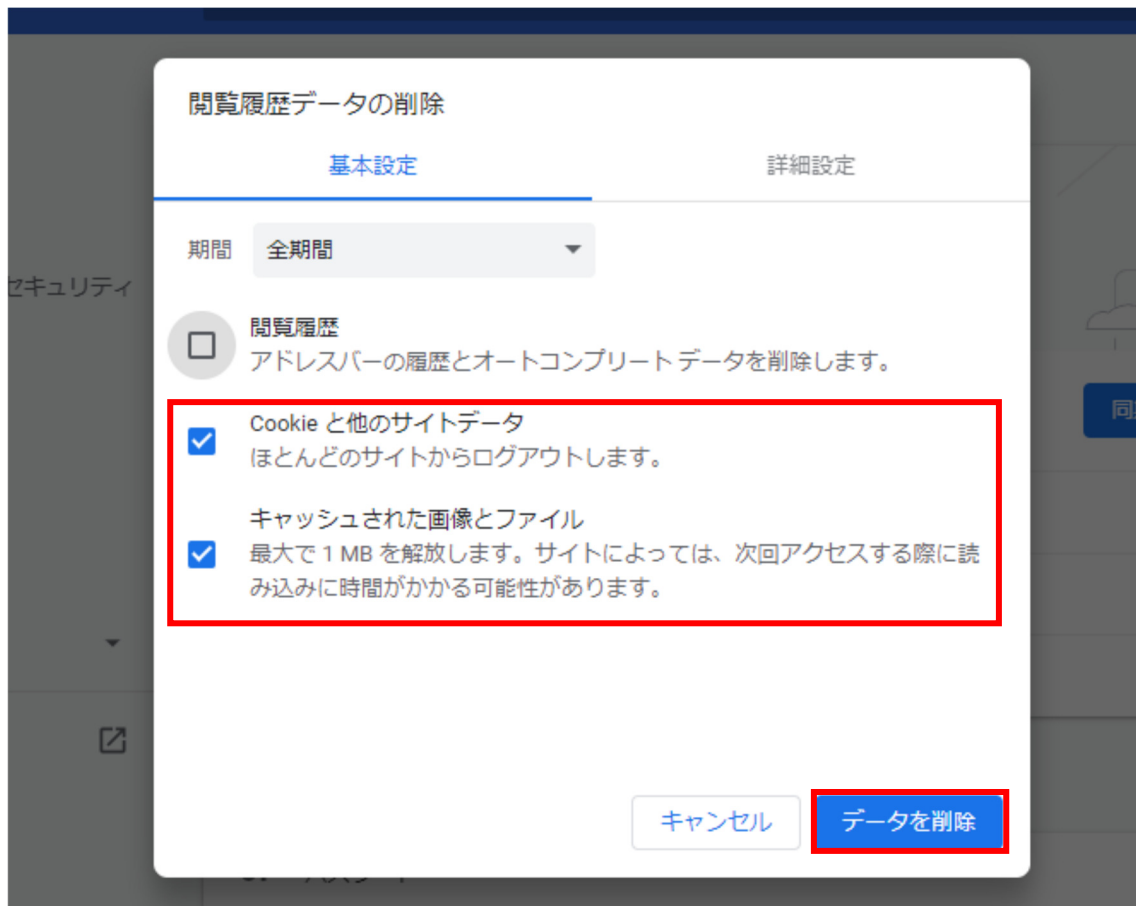 閲覧履歴データの削除
基本設定
詳細設定
期間
全期間
セキュリティ
閲覧履歴
アドレスバーの履歴とオートコンプリート データを削除します。
同
Cookie と他のサイトデータ
ほとんどのサイトからログアウトします。
キャッシュされた画像とファイル
最大で 1 MB を解放します。サイトによっては、次回アクセスする際に読
み込みに時間がかかる可能性があります。
キャンセル
データを削除